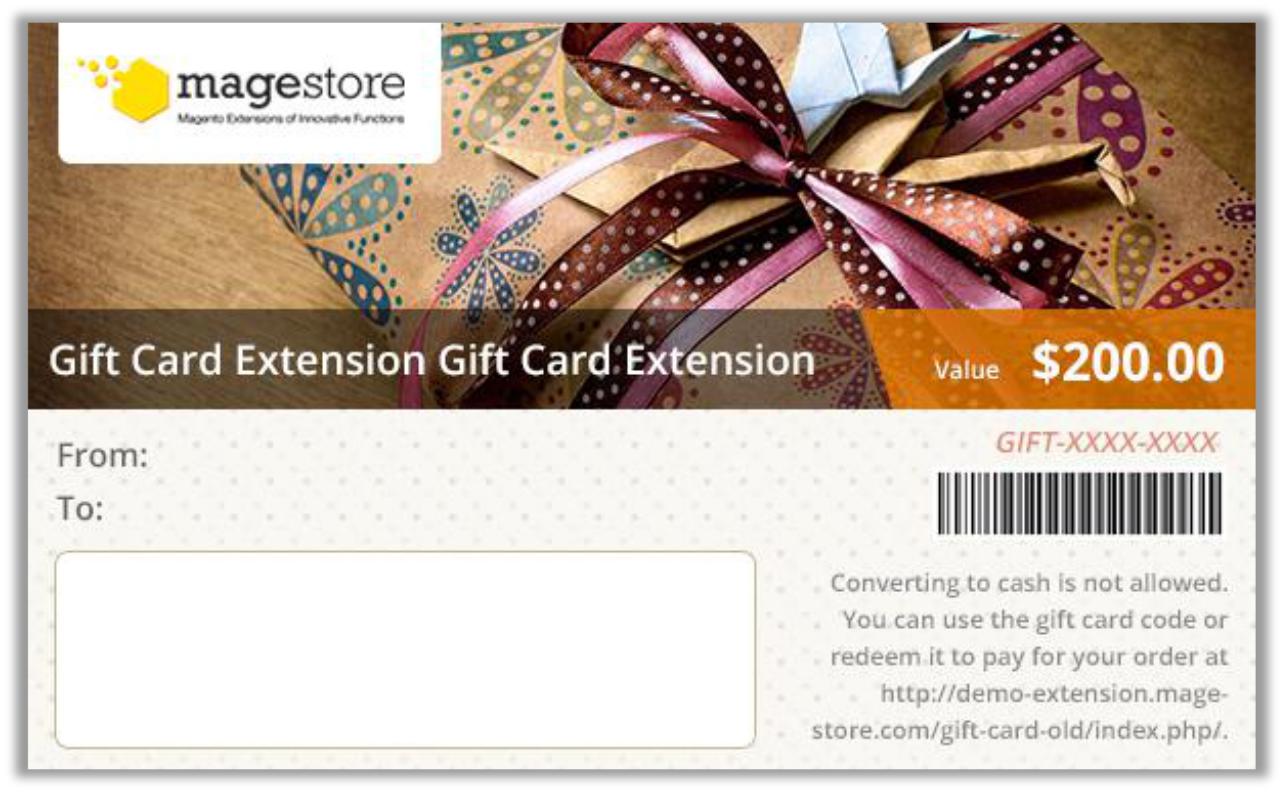 magestore
Magento Extensions of Innovative Functions
Gift Card Extension Gift Card Extension
Value $200.00
From:
To:
GIFT-XXXX-XXXX
Converting to cash is not allowed.
You can use the gift card code or
redeem it to pay for your order at
http://demo-extension.mage-
store.com/gift-card-old/index.php/.